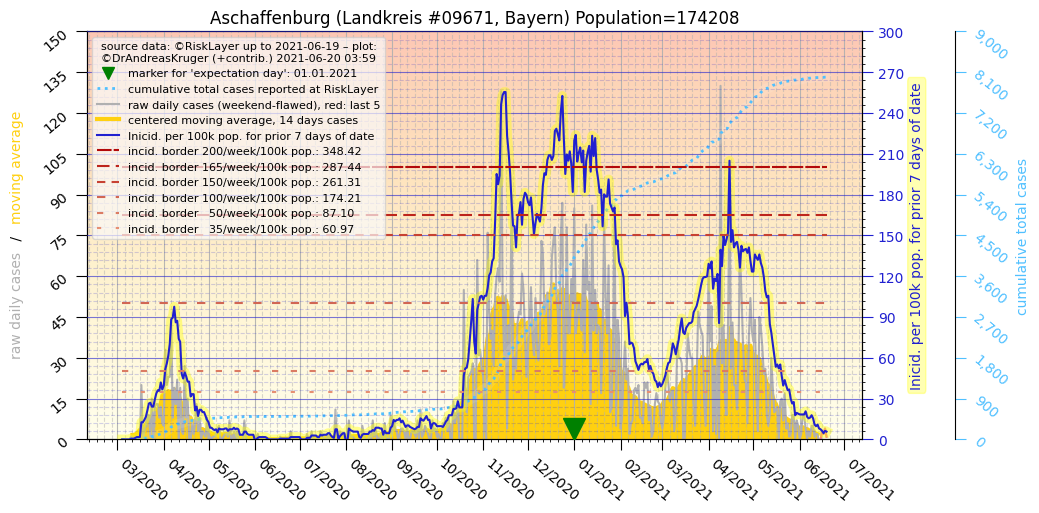 Aschaffenburg (Landkreis #09671, Bayern) Population=174208
source data: ©RiskLayer up to 2021-06-19 – plot:
©DrAndreasKruger (+contrib.) 2021-06-20 03:59
marker for 'expectation day': 01.01.2021
cumulative total cases reported at RiskLayer
raw daily cases (weekend-flawed), red: last 5
centered moving average, 14 days cases
Inicid. per 100k pop. for prior 7 days of date
incid. border 200/week/100k pop.: 348.42
incid. border 165/week/100k pop.: 287.44
incid. border 150/week/100k pop.: 261.31
incid. border 100/week/100k pop.: 174.21
incid. border 50/week/100k pop.: 87.10
incid. border 35/week/100k pop.: 60.97
raw daily cases / moving average
150
135
120
105
90
75
60
45
30
15
0
300
270
240
210
180
150
120
90
60
30
0
Inicid. per 100k pop. for prior 7 days of date
9,000
8,100
7,200
6,300
5,400
4,500
3,600
2,700
1,800
900
0
cumulative total cases
03/2020
04/2020
05/2020
06/2020
07/2020
08/2020
09/2020
10/2020
11/2020
12/2020
01/2021
02/2021
03/2021
04/2021
05/2021
06/2021
07/2021